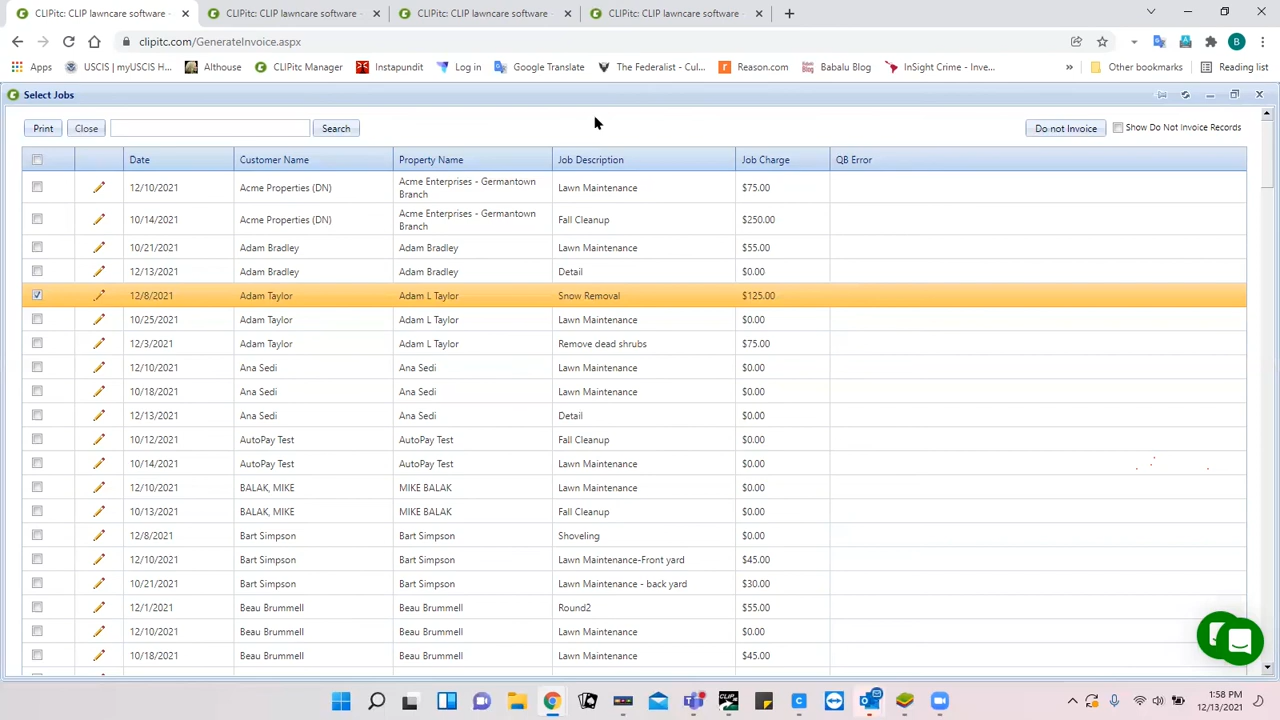 CLIPitc: CLIP lawncare software - CLIPitc: CLIP lawncare software - CLIPitc: CLIP lawncare software - CLIPitc: CLIP lawncare software -
clipitc.com/GenerateInvoice.aspx B
Apps USCIS | myUSCIS H... Althouse CLIPitc Manager Instapundit Log in Google Translate The Federalist - Cul... Reason.com Babalu Blog InSight Crime - Inve... » Other bookmarks Reading list
Select Jobs
Print Close Search Do not Invoice Show Do Not Invoice Records
Date Customer Name Property Name Job Description Job Charge QB Error
12/10/2021 Acme Properties (DN) Acme Enterprises - Germantown Branch Lawn Maintenance $75.00
10/14/2021 Acme Properties (DN) Acme Enterprises - Germantown Branch Fall Cleanup $250.00
10/21/2021 Adam Bradley Adam Bradley Lawn Maintenance $55.00
12/13/2021 Adam Bradley Adam Bradley Detail $0.00
12/8/2021 Adam Taylor Adam L Taylor Snow Removal $125.00
10/25/2021 Adam Taylor Adam L Taylor Lawn Maintenance $0.00
12/3/2021 Adam Taylor Adam L Taylor Remove dead shrubs $75.00
12/10/2021 Ana Sedi Ana Sedi Lawn Maintenance $0.00
10/18/2021 Ana Sedi Ana Sedi Lawn Maintenance $0.00
12/13/2021 Ana Sedi Ana Sedi Detail $0.00
10/12/2021 AutoPay Test AutoPay Test Fall Cleanup $0.00
10/14/2021 AutoPay Test AutoPay Test Lawn Maintenance $0.00
12/10/2021 BALAK, MIKE MIKE BALAK Lawn Maintenance $0.00
10/13/2021 BALAK, MIKE MIKE BALAK Fall Cleanup $0.00
12/8/2021 Bart Simpson Bart Simpson Shoveling $0.00
12/10/2021 Bart Simpson Bart Simpson Lawn Maintenance-Front yard $45.00
10/21/2021 Bart Simpson Bart Simpson Lawn Maintenance - back yard $30.00
12/1/2021 Beau Brummell Beau Brummell Round2 $55.00
12/10/2021 Beau Brummell Beau Brummell Lawn Maintenance $0.00
10/18/2021 Beau Brummell Beau Brummell Lawn Maintenance $45.00
1:58 PM
12/13/2021